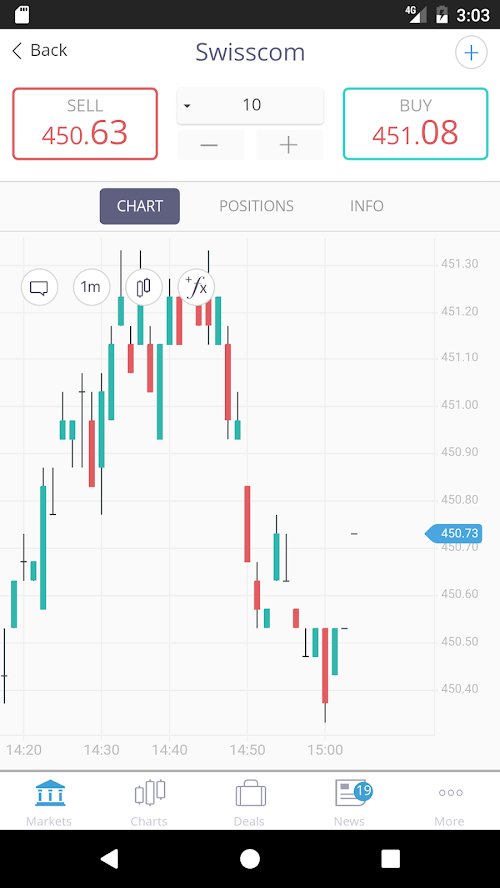 4G 3:03
Back Swisscom
SELL 10 BUY
450.63 451.08
CHART POSITIONS INFO
451.30
1m +fx
451.20
451.10
451.00
450.90
450.80
450.73
450.70
450.60
450.50
450.40
14:20 14:30 14:40 14:50 15:00
19
Markets Charts Deals News More